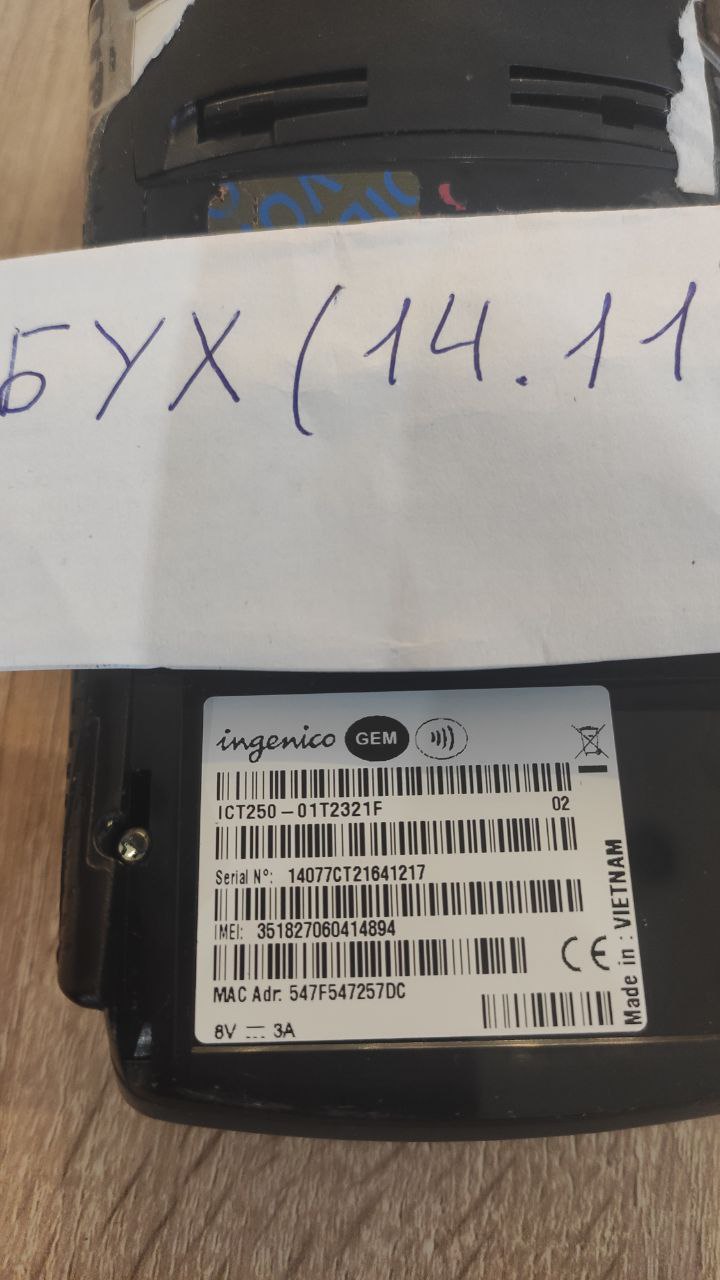 БУХ (14.11
ingenico GEM
ICT250-01T2321F 02
Serial Nº: 14077CT21641217
IMEI: 351827060414894
MAC Adr: 547F547257DC
8V ⎓ 3A
CE
Made in : VIETNAM